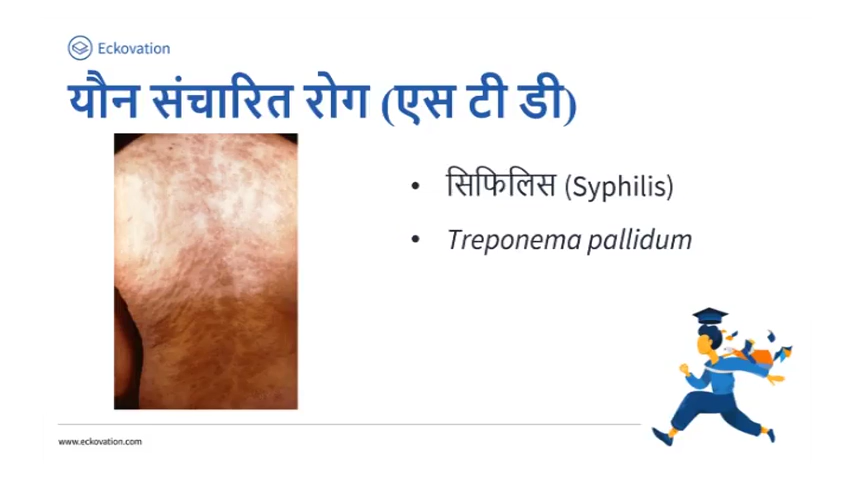 Eckovation
यौन संचारित रोग (एस टी डी)
• सिफिलिस (Syphilis)
• Treponema pallidum
www.eckovation.com